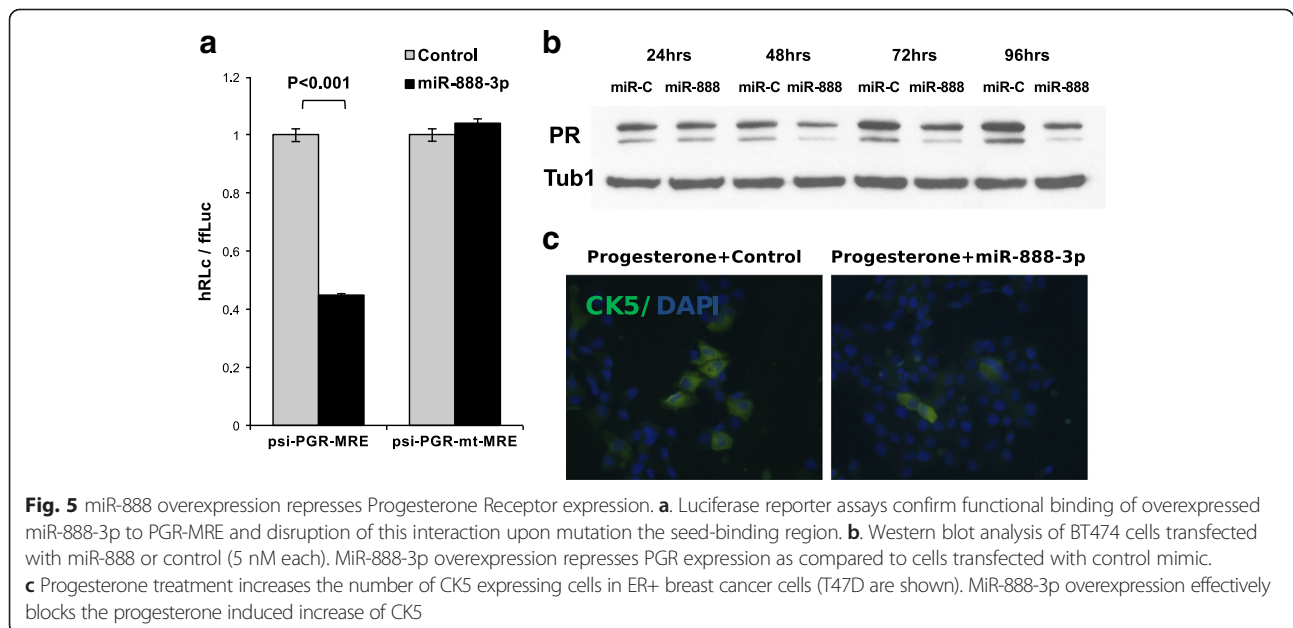 a
Control
miR-888-3p
P<0.001
1.2
1
0.8
0.6
0.4
0.2
0
hRLc / ffLuc
psi-PGR-MRE psi-PGR-mt-MRE
b
24hrs 48hrs 72hrs 96hrs
miR-C miR-888 miR-C miR-888 miR-C miR-888 miR-C miR-888
PR
Tub1
c
Progesterone+Control Progesterone+miR-888-3p
CK5/ DAPI
Fig. 5 miR-888 overexpression represses Progesterone Receptor expression. a. Luciferase reporter assays confirm functional binding of overexpressed
miR-888-3p to PGR-MRE and disruption of this interaction upon mutation the seed-binding region. b. Western blot analysis of BT474 cells transfected
with miR-888 or control (5 nM each). MiR-888-3p overexpression represses PGR expression as compared to cells transfected with control mimic.
c Progesterone treatment increases the number of CK5 expressing cells in ER+ breast cancer cells (T47D are shown). MiR-888-3p overexpression effectively
blocks the progesterone induced increase of CK5